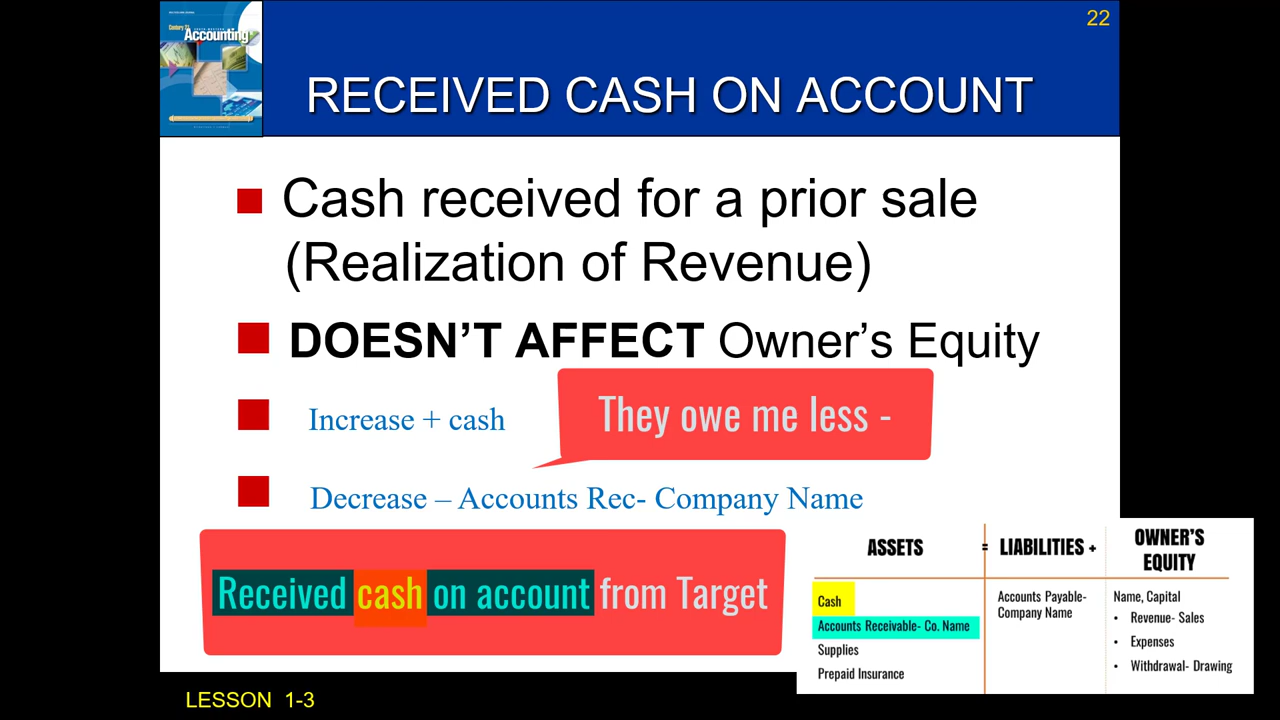 22
Century 21
Accounting
RECEIVED CASH ON ACCOUNT
Cash received for a prior sale
(Realization of Revenue)
DOESN’T AFFECT Owner’s Equity
Increase + cash
They owe me less -
Decrease – Accounts Rec- Company Name
Received cash on account from Target
ASSETS = LIABILITIES + OWNER'S EQUITY
Cash
Accounts Receivable- Co. Name
Supplies
Prepaid Insurance
Accounts Payable-
Company Name
Name, Capital
• Revenue- Sales
• Expenses
• Withdrawal- Drawing
LESSON 1-3